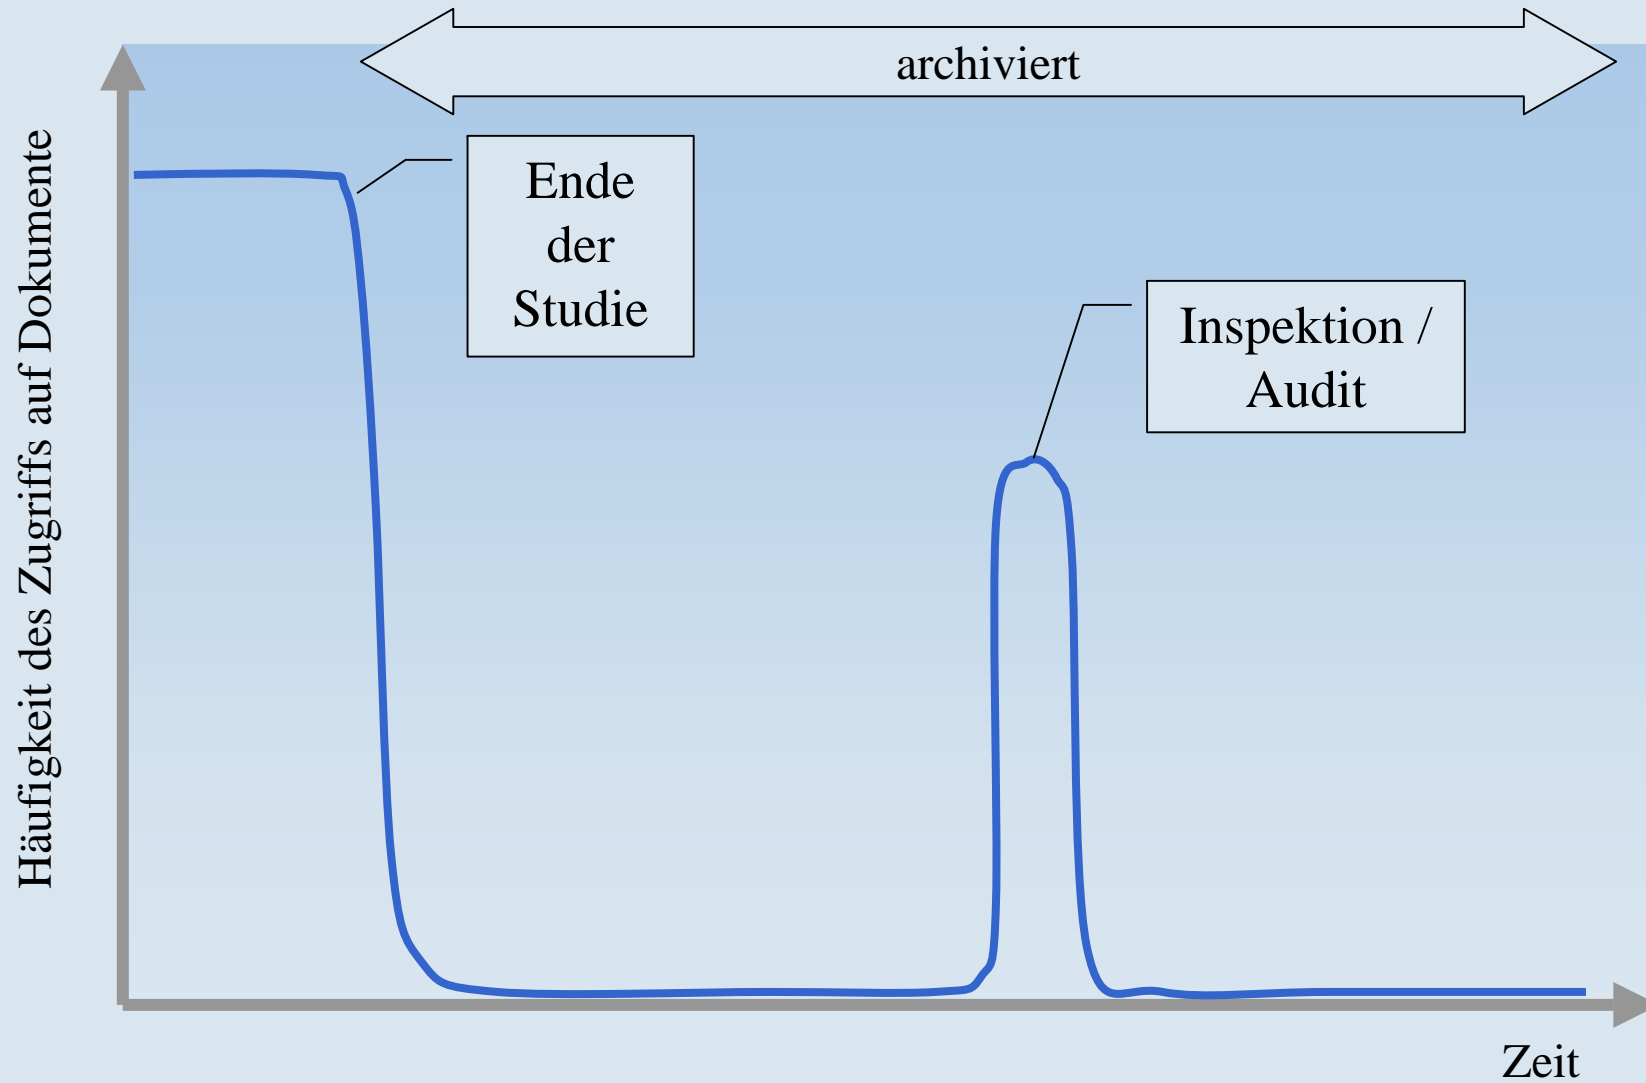 archiviert
Häufigkeit des Zugriffs auf Dokumente
Ende
der
Studie
Inspektion /
Audit
Zeit